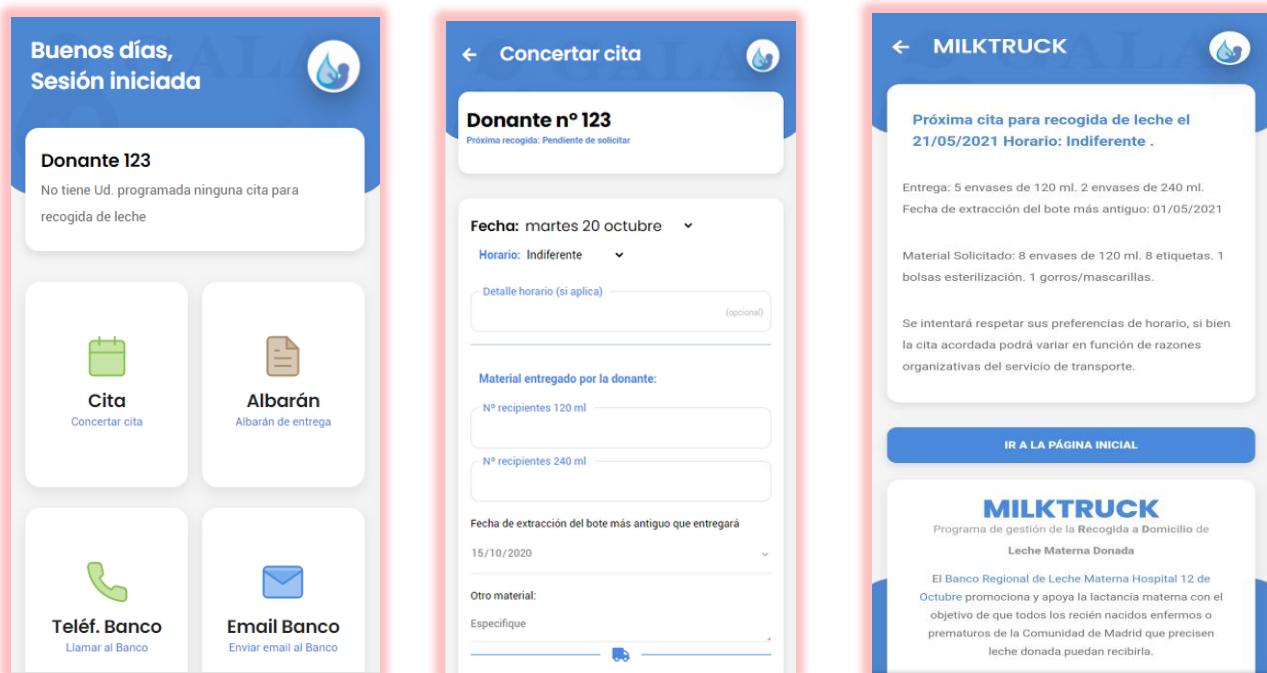 Buenos días,
Sesión iniciada
Donante 123
No tiene Ud. programada ninguna cita para
recogida de leche
Cita
Concertar cita
Albarán
Albarán de entrega
Teléf. Banco
Llamar al Banco
Email Banco
Enviar email al Banco
Concertar cita
Donante nº 123
Próxima recogida: Pendiente de solicitar
Fecha: martes 20 octubre
Horario: Indiferente
Detalle horario (si aplica)
(opcional)
Material entregado por la donante:
Nº recipientes 120 ml
Nº recipientes 240 ml
Fecha de extracción del bote más antiguo que entregará
15/10/2020
Otro material:
Especifique
MILKTRUCK
Próxima cita para recogida de leche el
21/05/2021 Horario: Indiferente .
Entrega: 5 envases de 120 ml. 2 envases de 240 ml.
Fecha de extracción del bote más antiguo: 01/05/2021
Material Solicitado: 8 envases de 120 ml. 8 etiquetas. 1
bolsas esterilización. 1 gorros/mascarillas.
Se intentará respetar sus preferencias de horario, si bien
la cita acordada podrá variar en función de razones
organizativas del servicio de transporte.
IR A LA PÁGINA INICIAL
MILKTRUCK
Programa de gestión de la Recogida a Domicilio de
Leche Materna Donada
El Banco Regional de Leche Materna Hospital 12 de
Octubre promociona y apoya la lactancia materna con el
objetivo de que todos los recién nacidos enfermos o
prematuros de la Comunidad de Madrid que precisen
leche donada puedan recibirla.